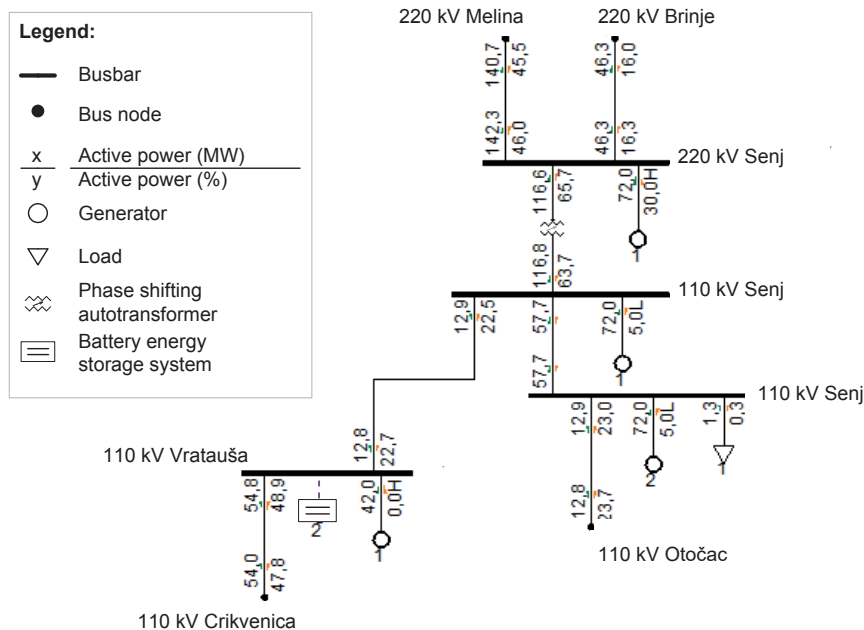 Legend:
Busbar
Bus node
x Active power (MW)
y Active power (%)
Generator
Load
Phase shifting
autotransformer
Battery energy
storage system
220 kV Melina
220 kV Brinje
140,7
45,5
46,3
16,0
142,3
46,0
46,3
16,3
220 kV Senj
116,6
65,7
72,0
30,0H
1
116,8
63,7
110 kV Senj
12,9
22,5
57,7
72,0
5,0L
1
57,7
110 kV Senj
12,9
23,0
72,0
5,0L
1,3
0,3
2
1
12,8
23,7
110 kV Otočac
12,8
22,7
110 kV Vratauša
54,8
48,9
2
42,0
0,0H
1
54,0
47,8
110 kV Crikvenica